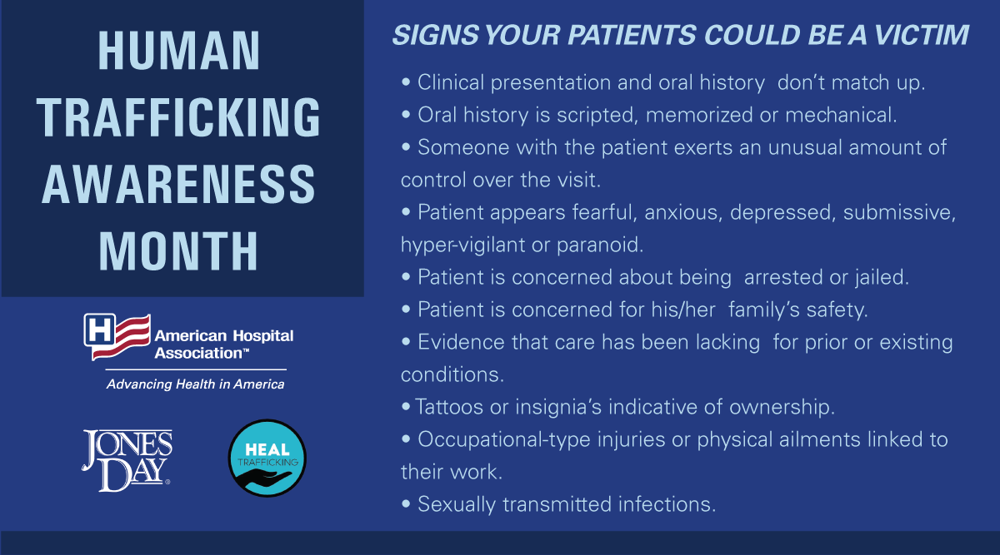 HUMAN
TRAFFICKING
AWARENESS
MONTH
H American Hospital
Association™
Advancing Health in America
JONES
DAY®
HEAL
TRAFFICKING
SIGNS YOUR PATIENTS COULD BE A VICTIM
• Clinical presentation and oral history  don’t match up.
• Oral history is scripted, memorized or mechanical.
• Someone with the patient exerts an unusual amount of
control over the visit.
• Patient appears fearful, anxious, depressed, submissive,
hyper-vigilant or paranoid.
• Patient is concerned about being  arrested or jailed.
• Patient is concerned for his/her  family’s safety.
• Evidence that care has been lacking  for prior or existing
conditions.
• Tattoos or insignia’s indicative of ownership.
• Occupational-type injuries or physical ailments linked to
their work.
• Sexually transmitted infections.